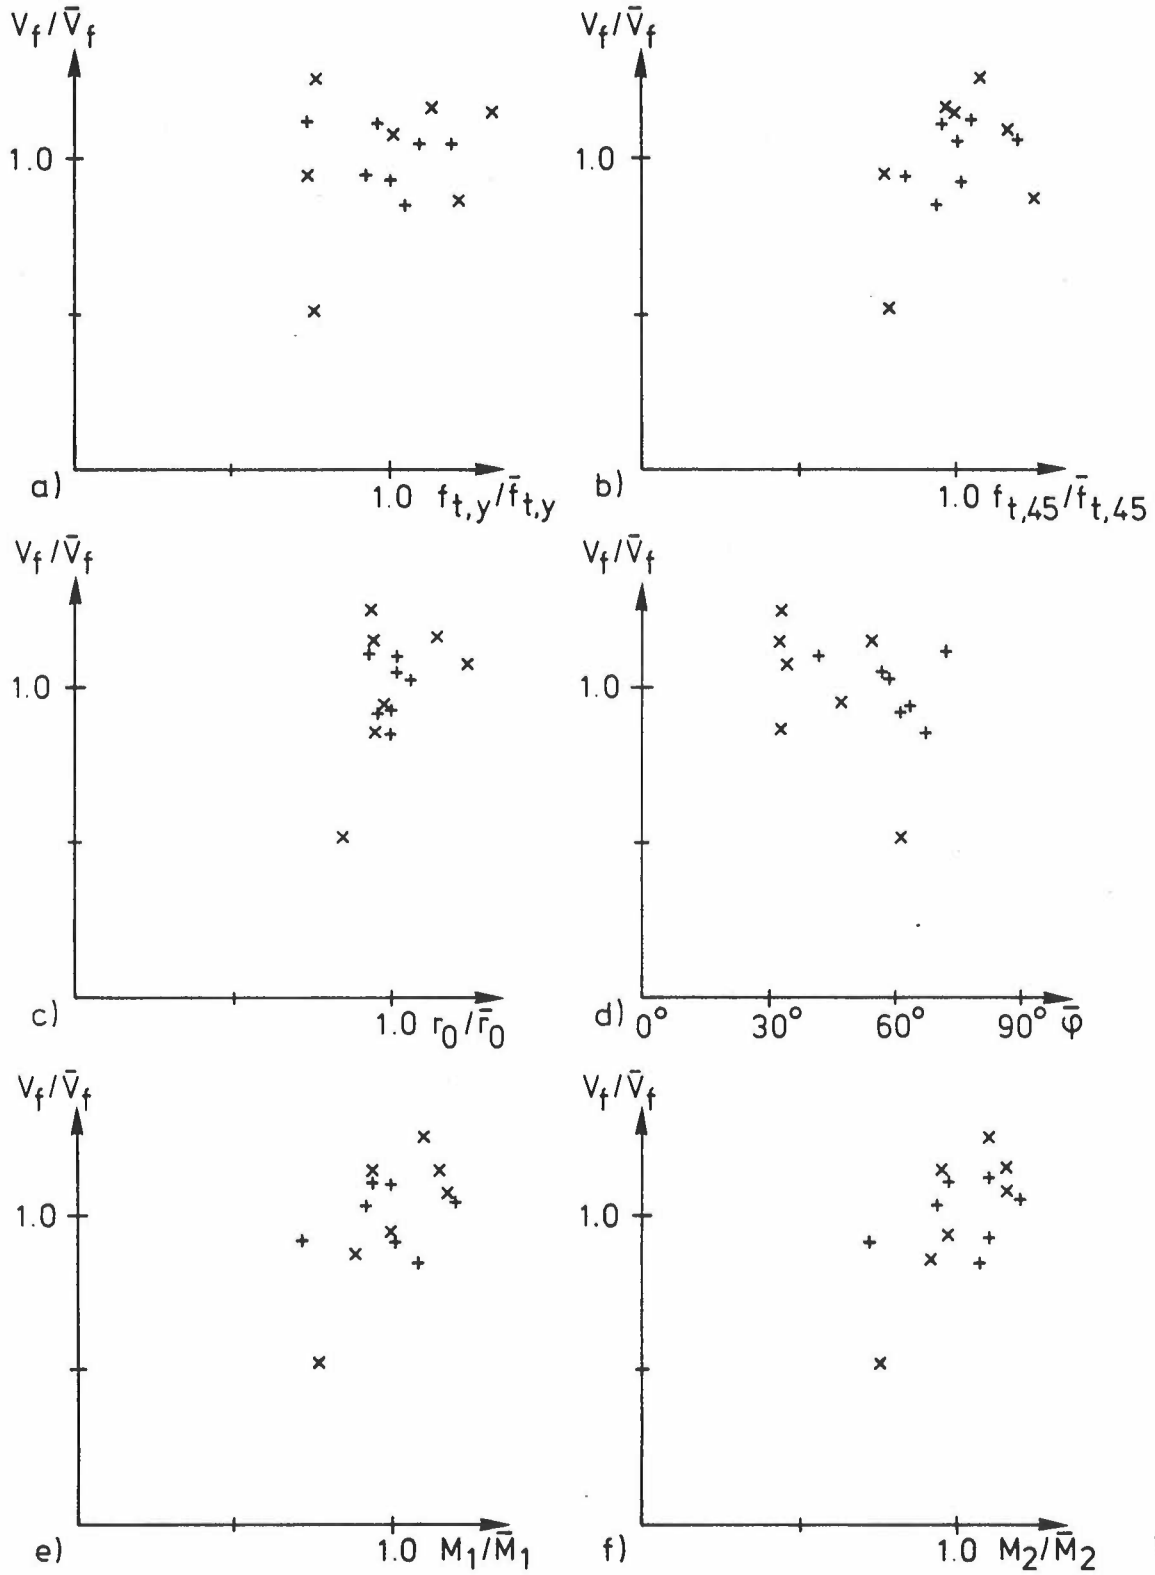 V_f/V̄_f
1.0
a)
1.0 f_t,y/f̄_t,y
V_f/V̄_f
1.0
b)
1.0 f_t,45/f̄_t,45
V_f/V̄_f
1.0
c)
1.0 r_0/r̄_0
V_f/V̄_f
1.0
d) 0° 30° 60° 90° φ̄
V_f/V̄_f
1.0
e)
1.0 M_1/M̄_1
V_f/V̄_f
1.0
f)
1.0 M_2/M̄_2